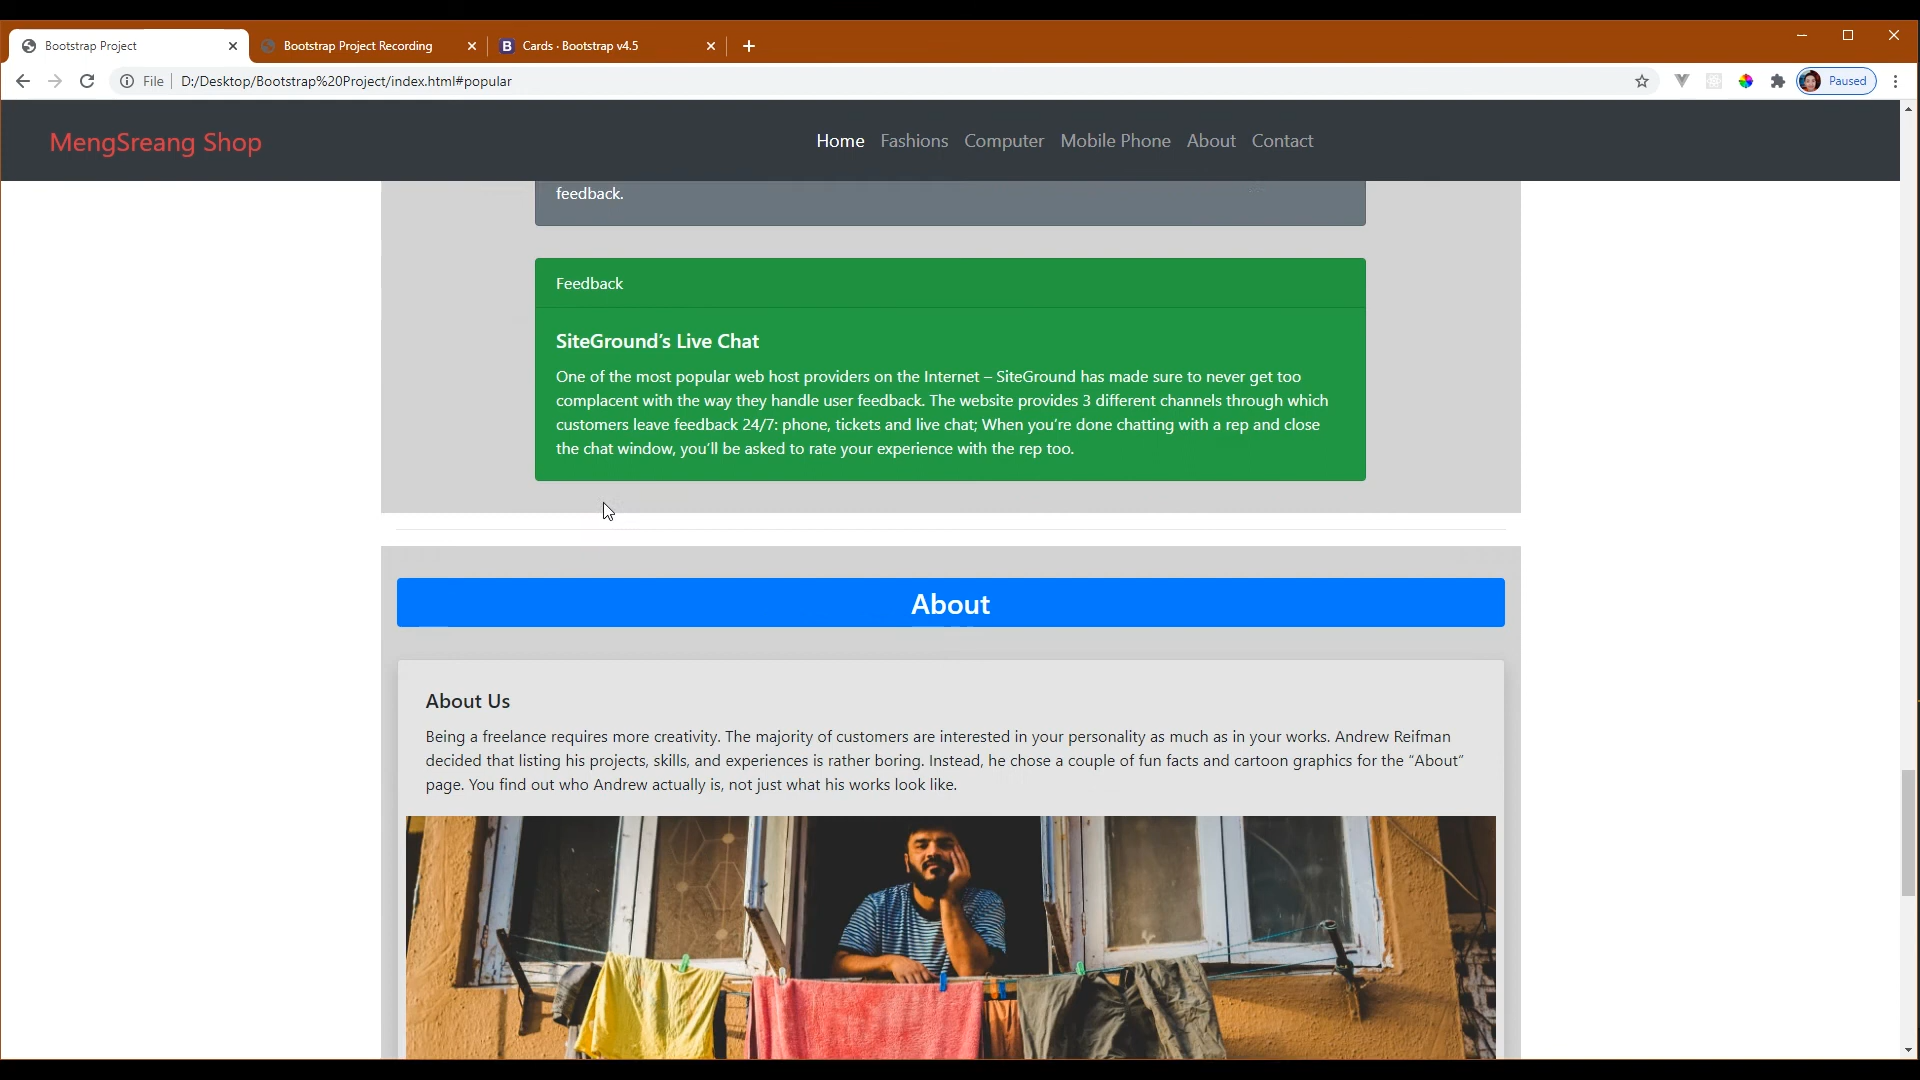 Bootstrap Project
Bootstrap Project Recording
B Cards · Bootstrap v4.5
File D:/Desktop/Bootstrap%20Project/index.html#popular
Paused
MengSreang Shop
Home Fashions Computer Mobile Phone About Contact
feedback.
Feedback
SiteGround’s Live Chat
One of the most popular web host providers on the Internet – SiteGround has made sure to never get too
complacent with the way they handle user feedback. The website provides 3 different channels through which
customers leave feedback 24/7: phone, tickets and live chat; When you’re done chatting with a rep and close
the chat window, you’ll be asked to rate your experience with the rep too.
About
About Us
Being a freelance requires more creativity. The majority of customers are interested in your personality as much as in your works. Andrew Reifman
decided that listing his projects, skills, and experiences is rather boring. Instead, he chose a couple of fun facts and cartoon graphics for the “About”
page. You find out who Andrew actually is, not just what his works look like.